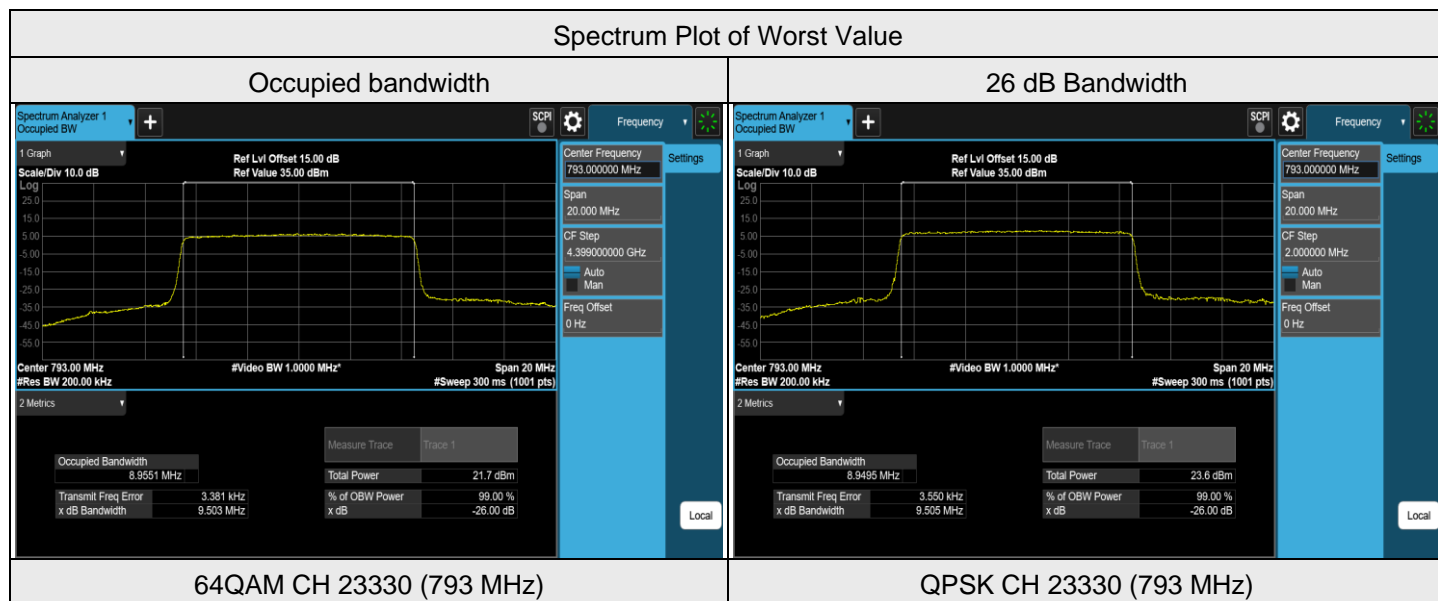 Spectrum Plot of Worst Value
Occupied bandwidth
26 dB Bandwidth
Spectrum Analyzer 1
Occupied BW
+
SCPI
Frequency
1 Graph
Ref Lvl Offset 15.00 dB
Scale/Div 10.0 dB
Ref Value 35.00 dBm
Log
25.0
15.0
5.00
-5.00
-15.0
-25.0
-35.0
-45.0
-55.0
Center 793.00 MHz
#Video BW 1.0000 MHz*
Span 20 MHz
#Res BW 200.00 kHz
#Sweep 300 ms (1001 pts)
Center Frequency
793.000000 MHz
Settings
Span
20.000 MHz
CF Step
4.399000000 GHz
Auto
Man
Freq Offset
0 Hz
Local
2 Metrics
Measure Trace Trace 1
Occupied Bandwidth
8.9551 MHz
Total Power 21.7 dBm
Transmit Freq Error 3.381 kHz
% of OBW Power 99.00 %
x dB Bandwidth 9.503 MHz
x dB -26.00 dB
Spectrum Analyzer 1
Occupied BW
+
SCPI
Frequency
1 Graph
Ref Lvl Offset 15.00 dB
Scale/Div 10.0 dB
Ref Value 35.00 dBm
Log
25.0
15.0
5.00
-5.00
-15.0
-25.0
-35.0
-45.0
-55.0
Center 793.00 MHz
#Video BW 1.0000 MHz*
Span 20 MHz
#Res BW 200.00 kHz
#Sweep 300 ms (1001 pts)
Center Frequency
793.000000 MHz
Settings
Span
20.000 MHz
CF Step
2.000000 MHz
Auto
Man
Freq Offset
0 Hz
Local
2 Metrics
Measure Trace Trace 1
Occupied Bandwidth
8.9495 MHz
Total Power 23.6 dBm
Transmit Freq Error 3.550 kHz
% of OBW Power 99.00 %
x dB Bandwidth 9.505 MHz
x dB -26.00 dB
64QAM CH 23330 (793 MHz)
QPSK CH 23330 (793 MHz)